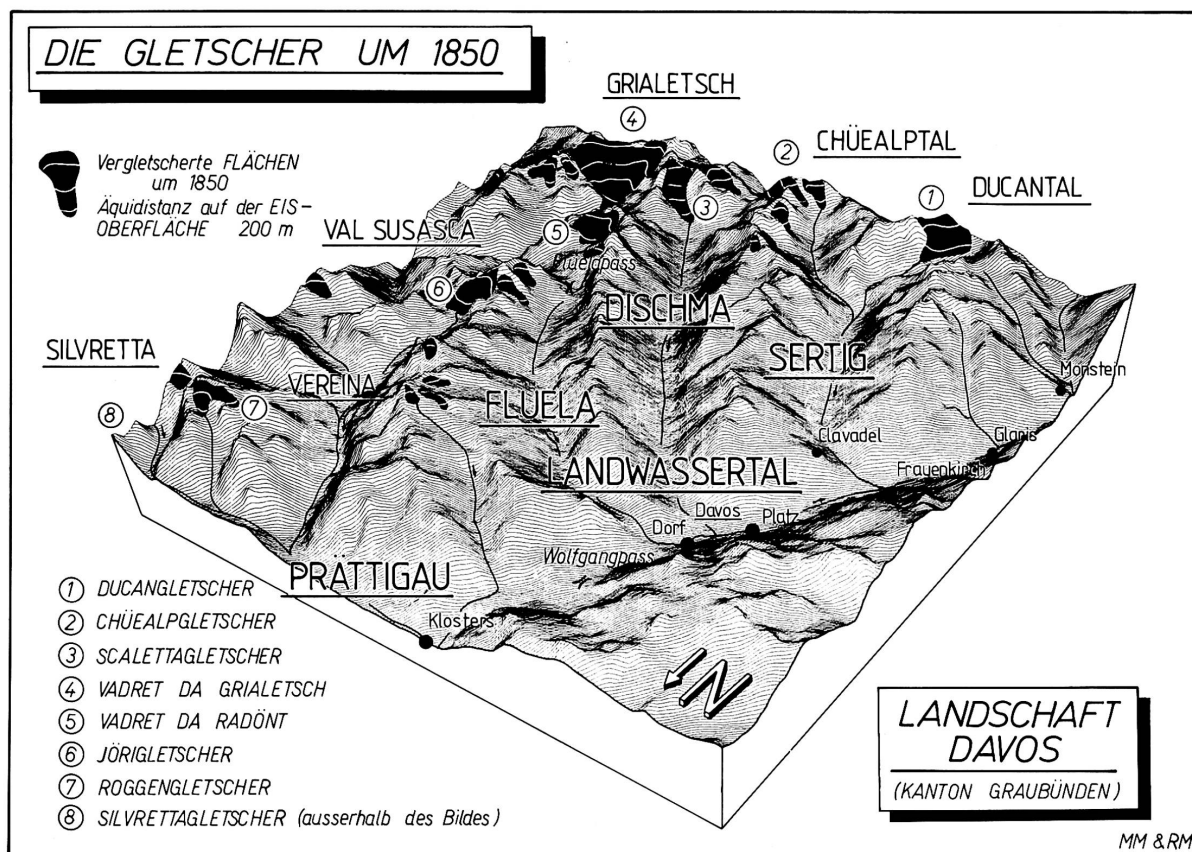 DIE GLETSCHER UM 1850
Vergletscherte FLÄCHEN
um 1850
Äquidistanz auf der EIS-
OBERFLÄCHE 200 m
GRIALETSCH
④
CHÜEALPTAL
②
DUCANTAL
①
③
VAL SUSASCA
⑤
Flüelapass
⑥
DISCHMA
SERTIG
SILVRETTA
VEREINA
FLÜELA
Monstein
⑧
⑦
Clavadel
Glaris
Frauenkirch
LANDWASSERTAL
Davos
Dorf
Platz
Wolfgangpass
PRÄTTIGAU
Klosters
N
① DUCANGLETSCHER
② CHÜEALPGLETSCHER
③ SCALETTAGLETSCHER
④ VADRET DA GRIALETSCH
⑤ VADRET DA RADÖNT
⑥ JÖRIGLETSCHER
⑦ ROGGENGLETSCHER
⑧ SILVRETTAGLETSCHER (ausserhalb des Bildes)
LANDSCHAFT
DAVOS
(KANTON GRAUBÜNDEN)
MM & RM